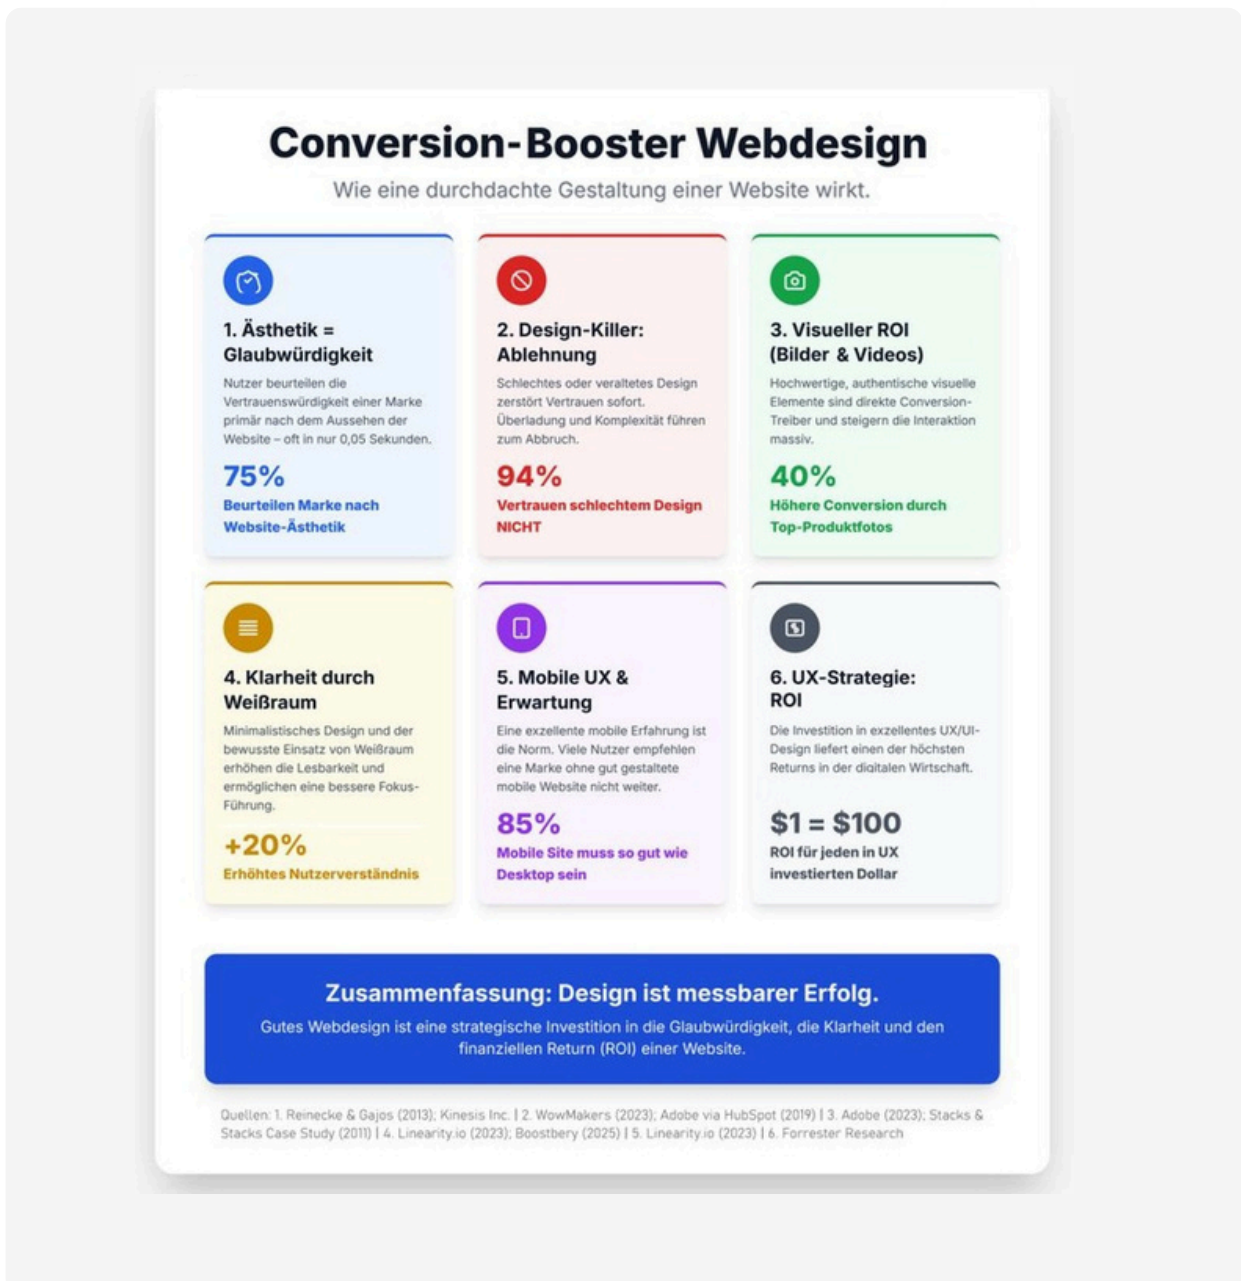 Conversion-Booster Webdesign
Wie eine durchdachte Gestaltung einer Website wirkt.
1. Ästhetik =
Glaubwürdigkeit
Nutzer beurteilen die
Vertrauenswürdigkeit einer Marke
primär nach dem Aussehen der
Website – oft in nur 0,05 Sekunden.
75%
Beurteilen Marke nach
Website-Ästhetik
2. Design-Killer:
Ablehnung
Schlechtes oder veraltetes Design
zerstört Vertrauen sofort.
Überladung und Komplexität führen
zum Abbruch.
94%
Vertrauen schlechtem Design
NICHT
3. Visueller ROI
(Bilder & Videos)
Hochwertige, authentische visuelle
Elemente sind direkte Conversion-
Treiber und steigern die Interaktion
massiv.
40%
Höhere Conversion durch
Top-Produktfotos
4. Klarheit durch
Weißraum
Minimalistisches Design und der
bewusste Einsatz von Weißraum
erhöhen die Lesbarkeit und
ermöglichen eine bessere Fokus-
Führung.
+20%
Erhöhtes Nutzerverständnis
5. Mobile UX &
Erwartung
Eine exzellente mobile Erfahrung ist
die Norm. Viele Nutzer empfehlen
eine Marke ohne gut gestaltete
mobile Website nicht weiter.
85%
Mobile Site muss so gut wie
Desktop sein
6. UX-Strategie:
ROI
Die Investition in exzellentes UX/UI-
Design liefert einen der höchsten
Returns in der digitalen Wirtschaft.
$1 = $100
ROI für jeden in UX
investierten Dollar
Zusammenfassung: Design ist messbarer Erfolg.
Gutes Webdesign ist eine strategische Investition in die Glaubwürdigkeit, die Klarheit und den
finanziellen Return (ROI) einer Website.
Quellen: 1. Reinecke & Gajos (2013); Kinesis Inc. | 2. WowMakers (2023); Adobe via HubSpot (2019) | 3. Adobe (2023); Stacks &
Stacks Case Study (2011) | 4. Linearity.io (2023); Boostbery (2025) | 5. Linearity.io (2023) | 6. Forrester Research